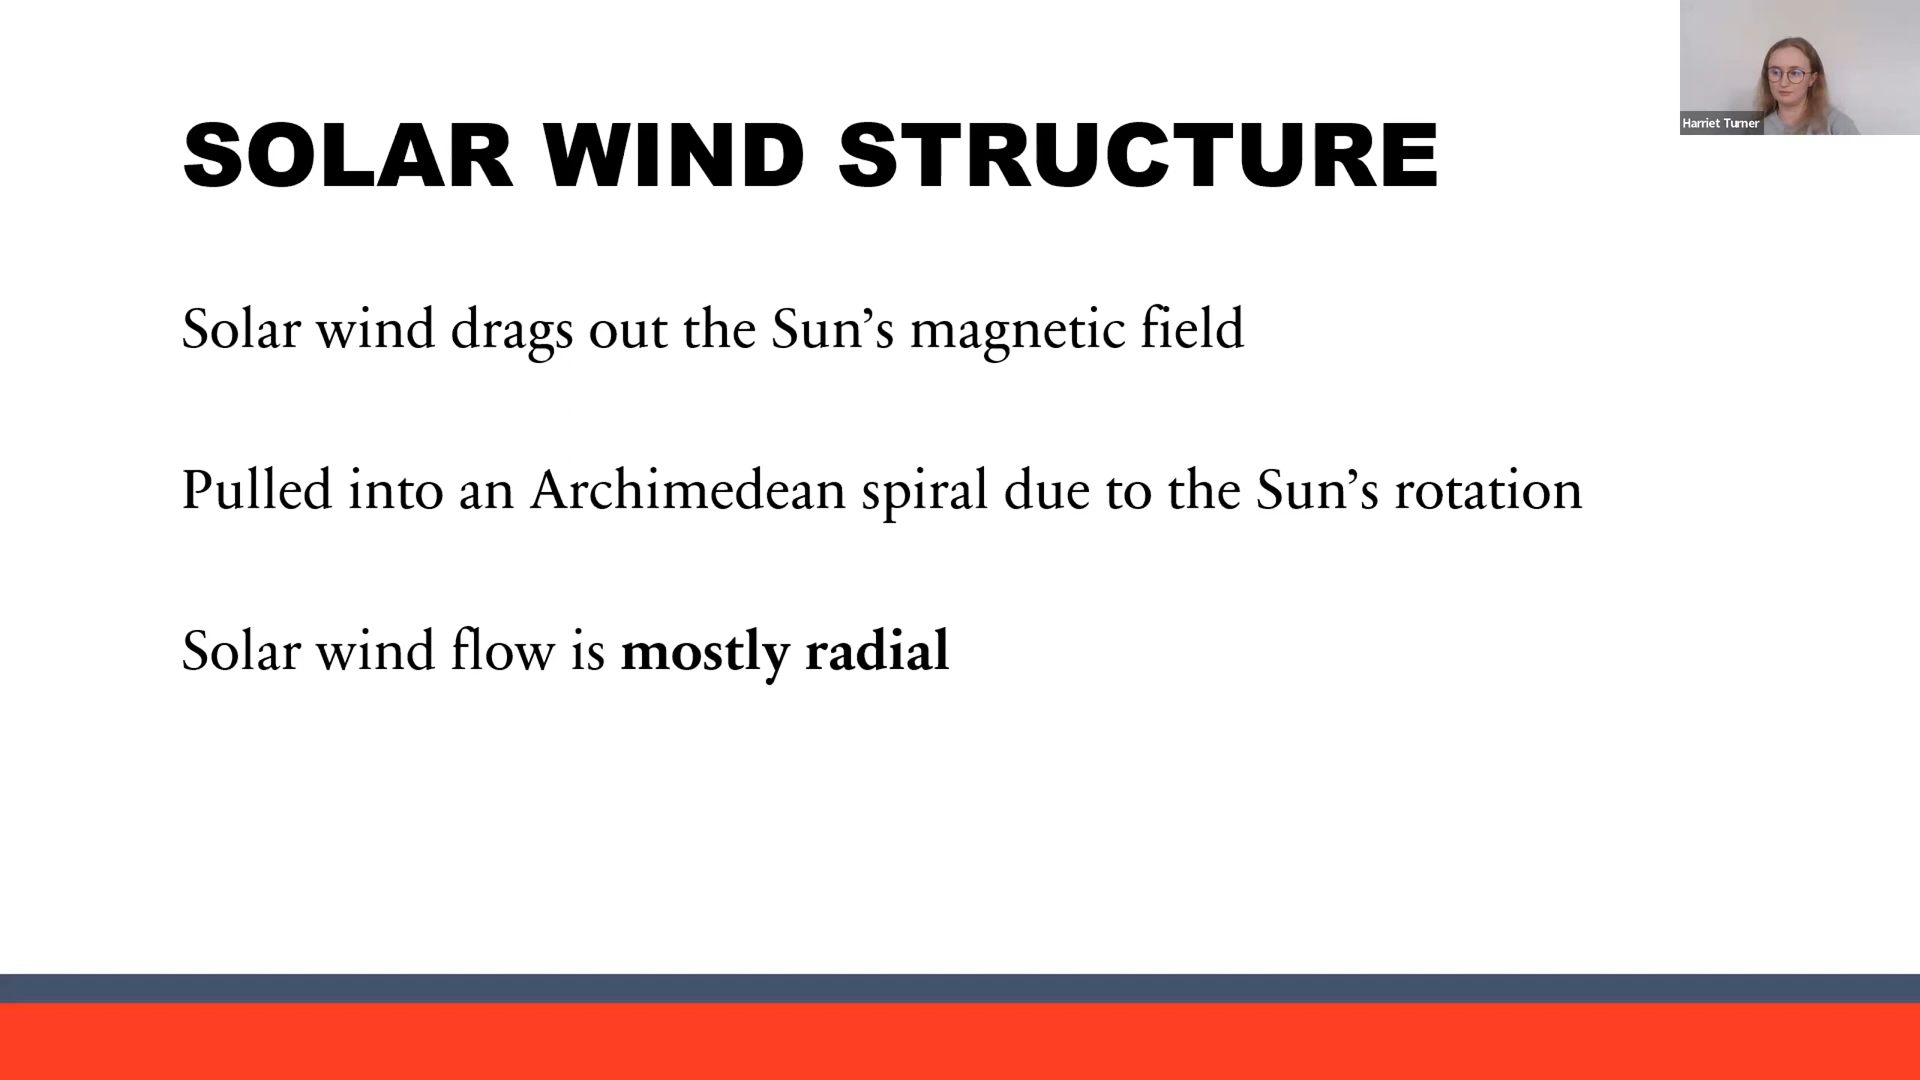 SOLAR WIND STRUCTURE
Harriet Turner
Solar wind drags out the Sun’s magnetic field
Pulled into an Archimedean spiral due to the Sun’s rotation
Solar wind flow is mostly radial